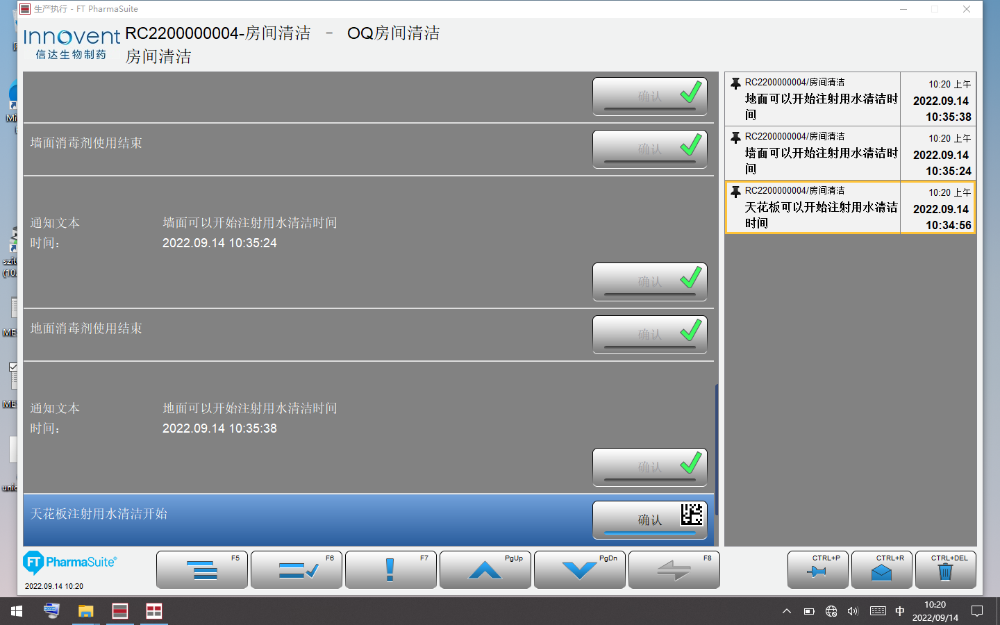 生产执行 - FT PharmaSuite
Innovent
信达生物制药
RC2200000004-房间清洁 - OQ房间清洁
房间清洁
确认
墙面消毒剂使用结束
确认
通知文本 墙面可以开始注射用水清洁时间
时间: 2022.09.14 10:35:24
确认
地面消毒剂使用结束
确认
通知文本 地面可以开始注射用水清洁时间
时间: 2022.09.14 10:35:38
确认
天花板注射用水清洁开始
确认
RC2200000004/房间清洁
地面可以开始注射用水清洁时
间
10:20 上午
2022.09.14
10:35:38
RC2200000004/房间清洁
墙面可以开始注射用水清洁时
间
10:20 上午
2022.09.14
10:35:24
RC2200000004/房间清洁
天花板可以开始注射用水清洁
时间
10:20 上午
2022.09.14
10:34:56
FT PharmaSuite®
2022.09.14 10:20
F5
F6
F7
PgUp
PgDn
F8
CTRL+P
CTRL+R
CTRL+DEL
中
10:20
2022/09/14